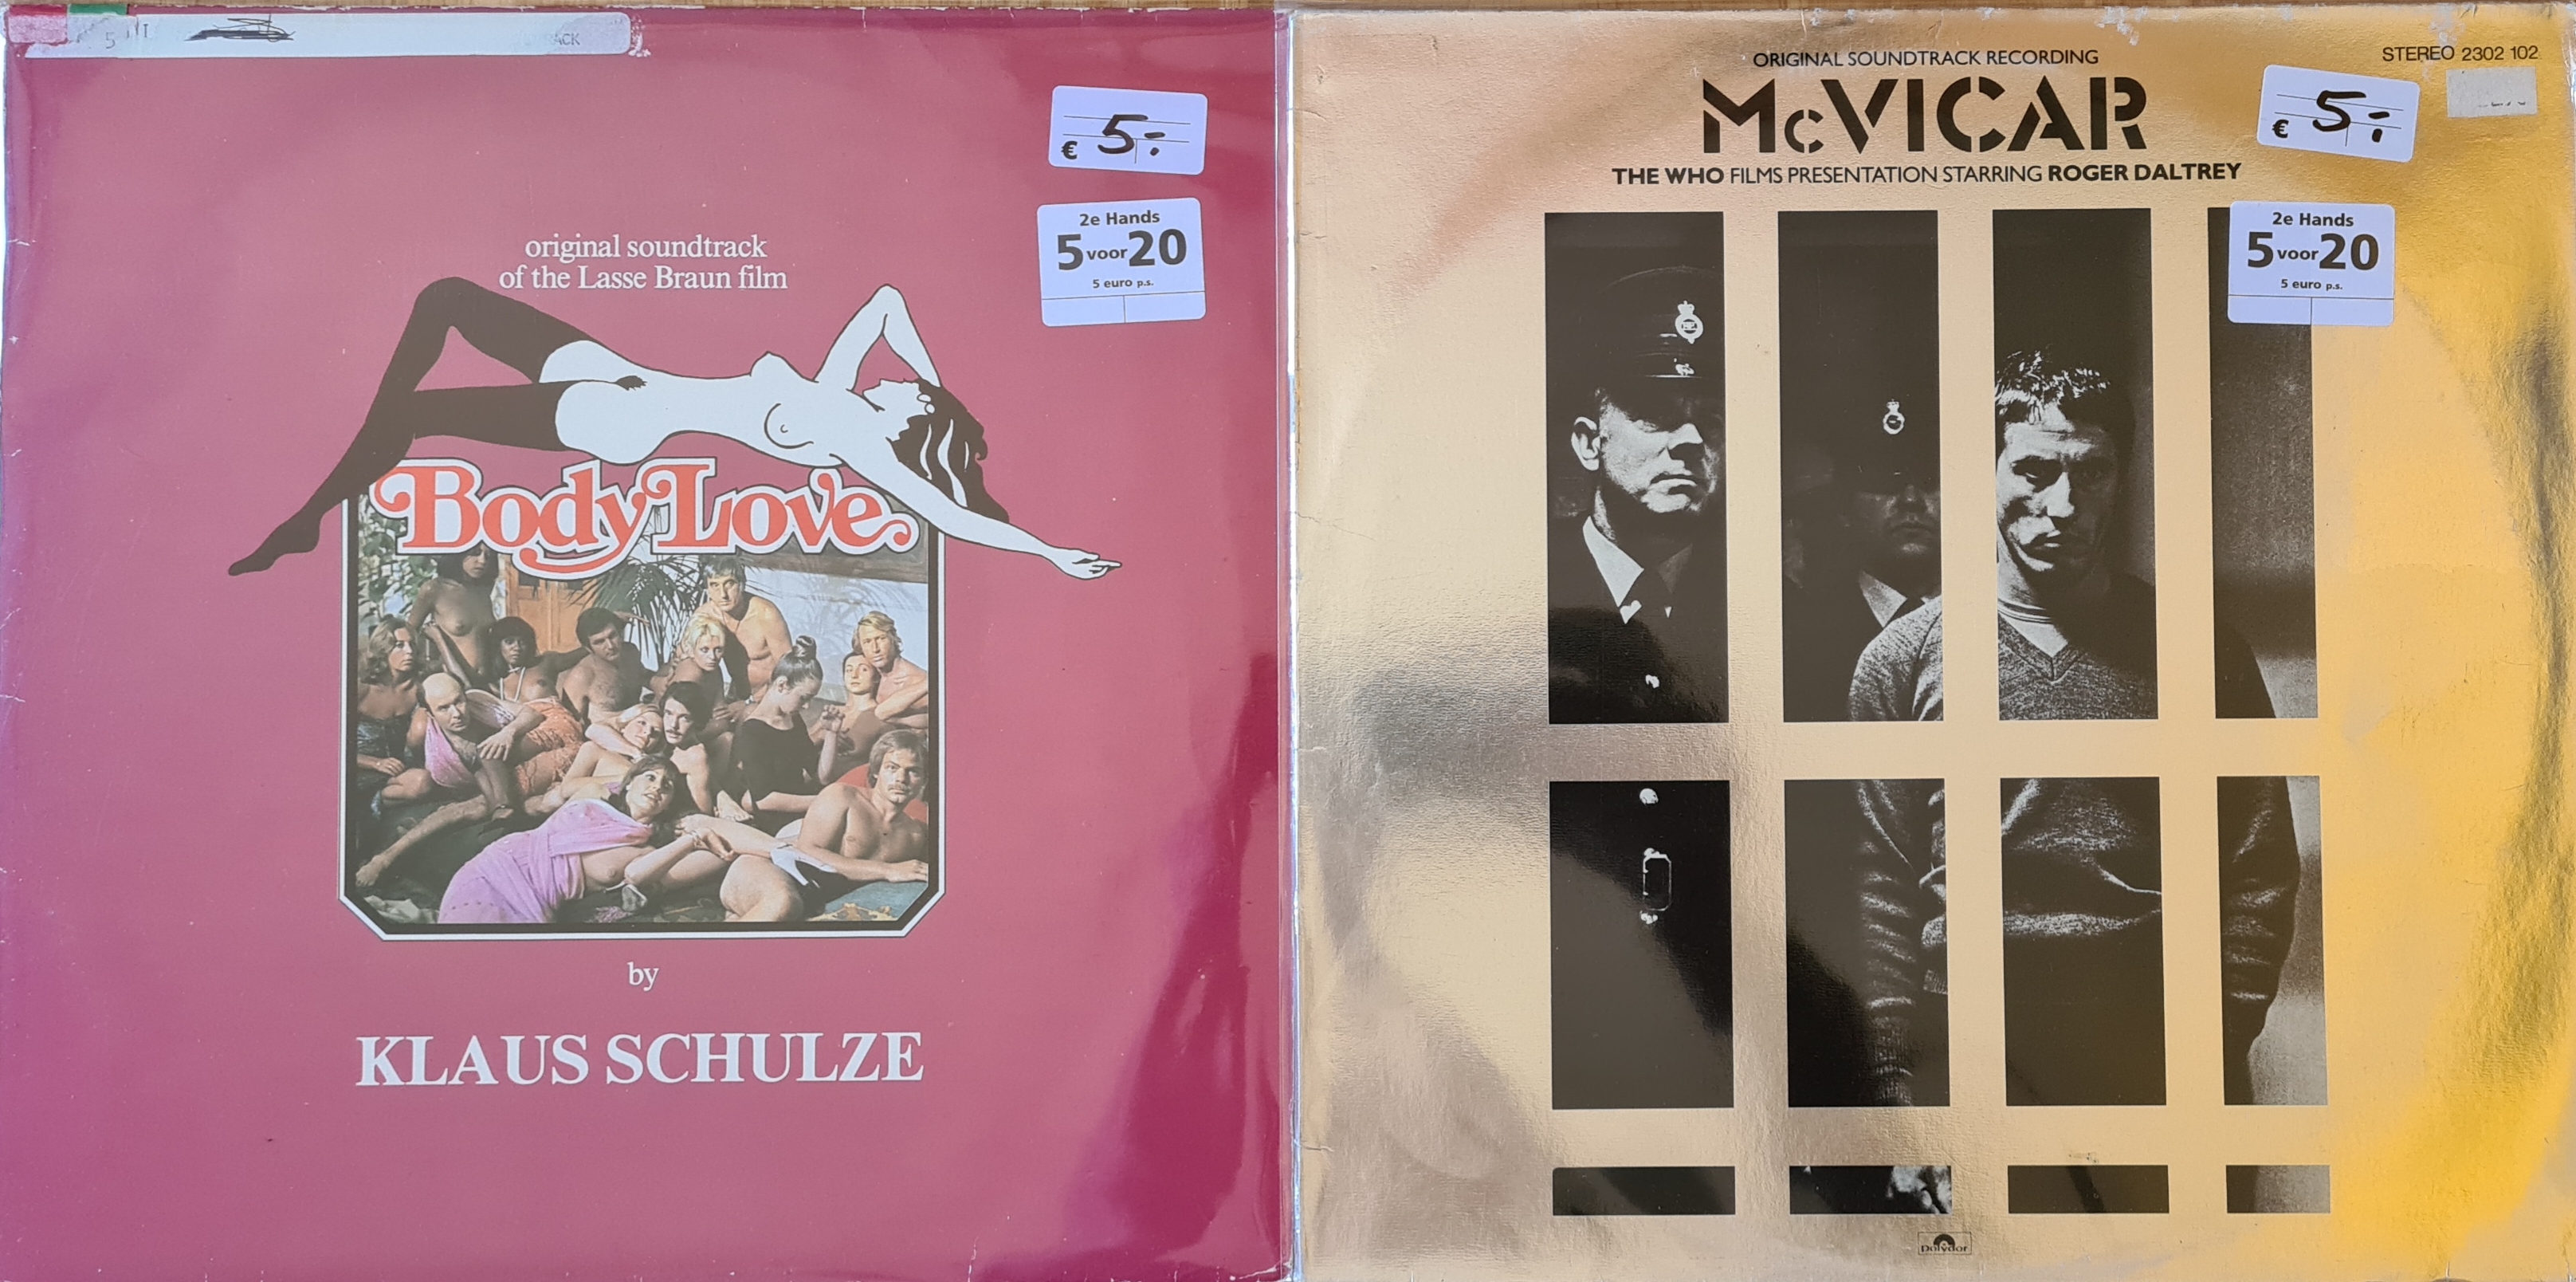 5
ACK
€ 5-:
2e Hands
5 voor 20
5 euro p.s.
original soundtrack
of the Lasse Braun film
Body Love
by
KLAUS SCHULZE
ORIGINAL SOUNDTRACK RECORDING
STEREO 2302 102
McVICAR
THE WHO FILMS PRESENTATION STARRING ROGER DALTREY
€ 5-:
2e Hands
5 voor 20
5 euro p.s.
Polydor